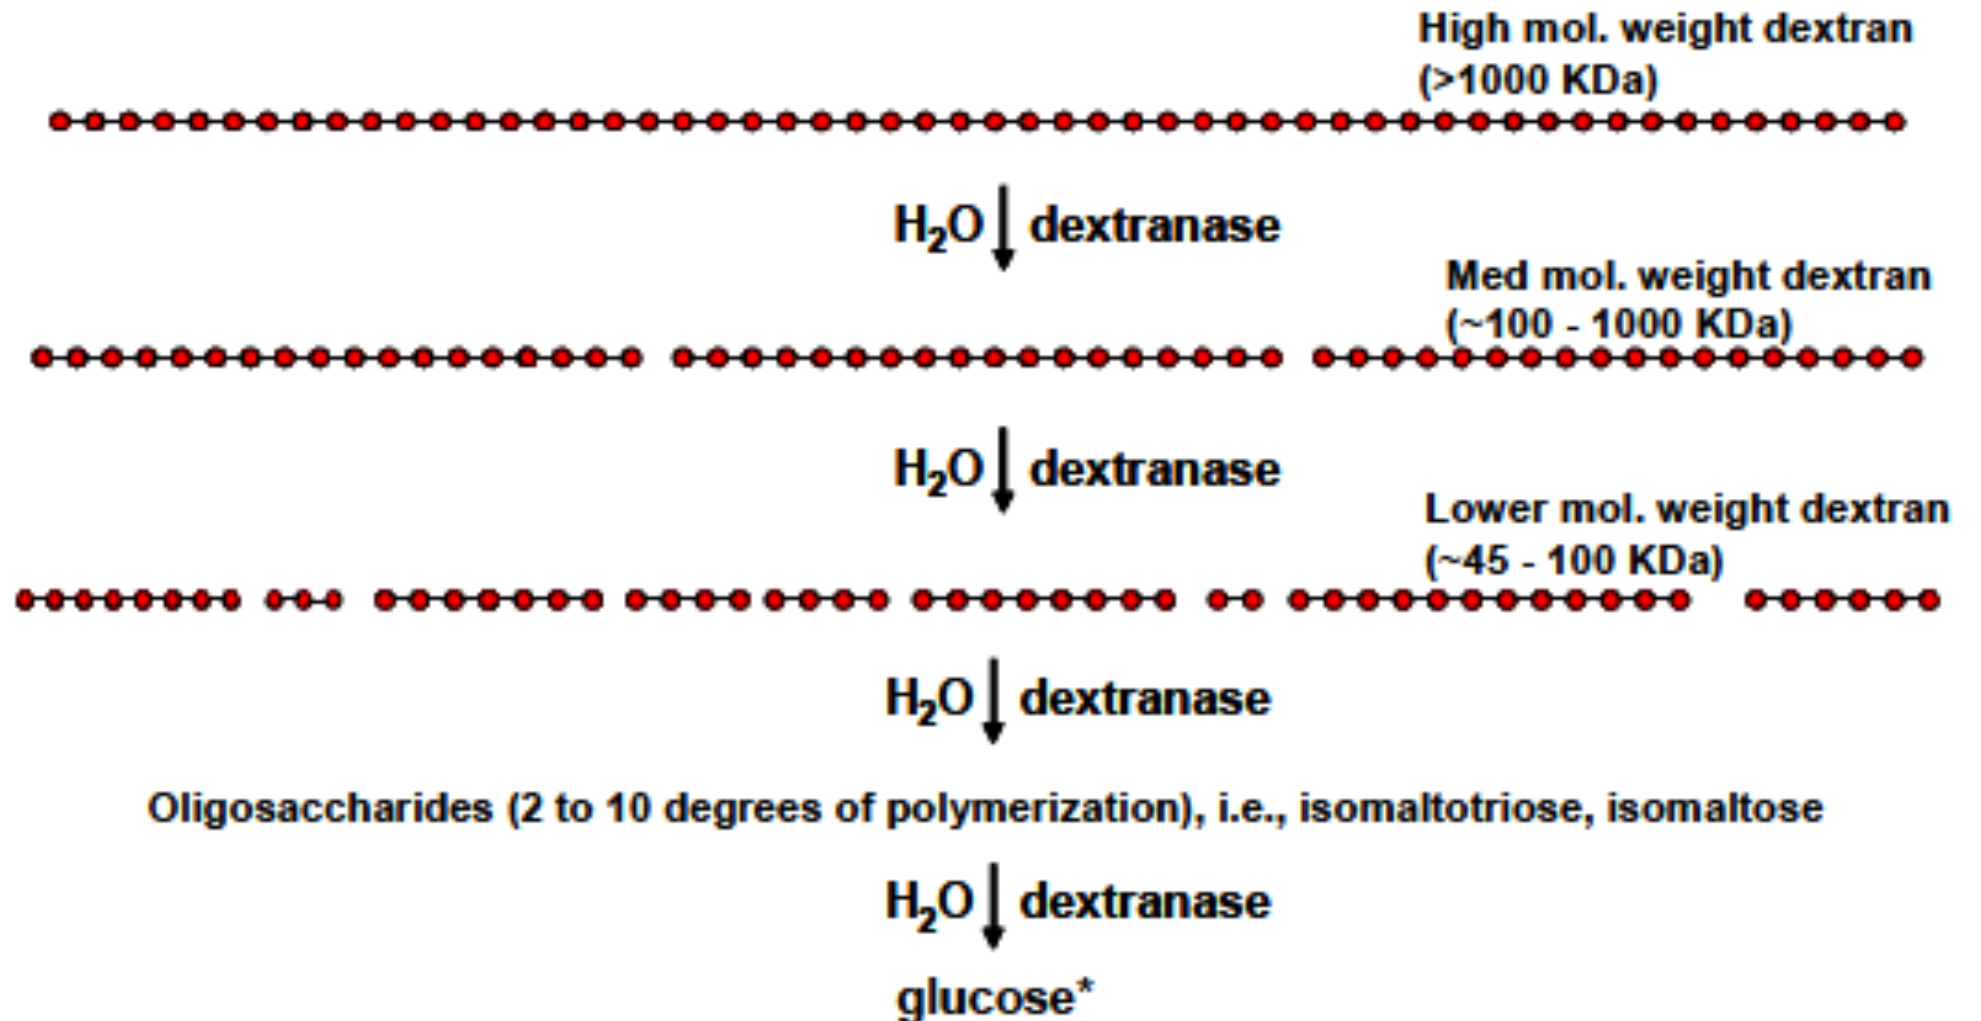 High mol. weight dextran
(>1000 KDa)
H₂O dextranase
Med mol. weight dextran
(~100 - 1000 KDa)
H₂O dextranase
Lower mol. weight dextran
(~45 - 100 KDa)
H₂O dextranase
Oligosaccharides (2 to 10 degrees of polymerization), i.e., isomaltotriose, isomaltose
H₂O dextranase
glucose*